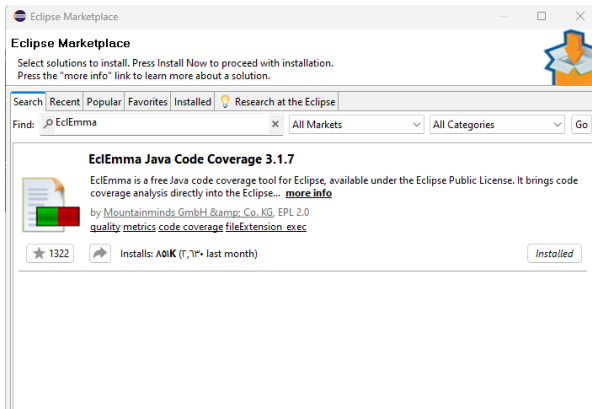 Eclipse Marketplace
Eclipse Marketplace
Select solutions to install. Press Install Now to proceed with installation.
Press the "more info" link to learn more about a solution.
Search Recent Popular Favorites Installed Research at the Eclipse
Find: EclEmma All Markets All Categories Go
EclEmma Java Code Coverage 3.1.7
EclEmma is a free Java code coverage tool for Eclipse, available under the Eclipse Public License. It brings code
coverage analysis directly into the Eclipse... more info
by Mountainminds GmbH &amp; Co. KG, EPL 2.0
quality metrics code coverage fileExtension_exec
1322 Installs: ٨٥١K (٢,٦٣٠ last month) Installed